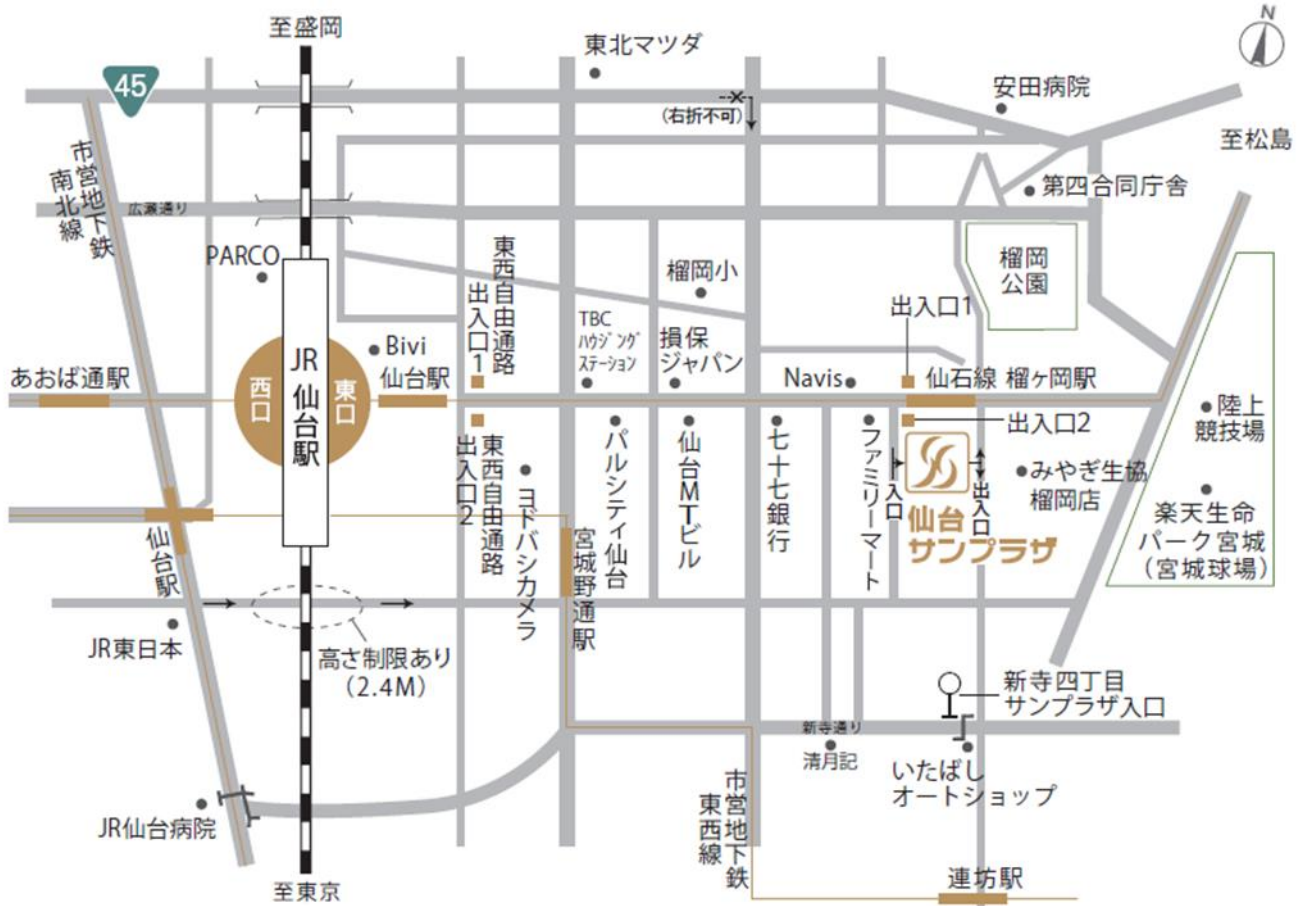 至盛岡
N
東北マツダ
45
安田病院
(右折不可)
至松島
市営地下鉄
南北線
第四合同庁舎
広瀬通り
PARCO
東西自由通路
出入口1
榴岡小
榴岡
公園
出入口1
TBC
ハウジング
ステーション
損保
ジャパン
Bivi
JR仙台駅
西口
東口
あおば通駅
仙台駅
Navis
仙石線 榴ヶ岡駅
陸上
競技場
出入口2
東西自由通路
出入口2
ヨドバシカメラ
パルシティ仙台
仙台MTビル
七十七銀行
ファミリーマート
入口
出入口
みやぎ生協
榴岡店
仙台
サンプラザ
楽天生命
パーク宮城
(宮城球場)
仙台駅
宮城野通駅
JR東日本
高さ制限あり
(2.4M)
新寺四丁目
サンプラザ入口
新寺通り
清月記
いたばし
オートショップ
市営地下鉄
東西線
JR仙台病院
連坊駅
至東京